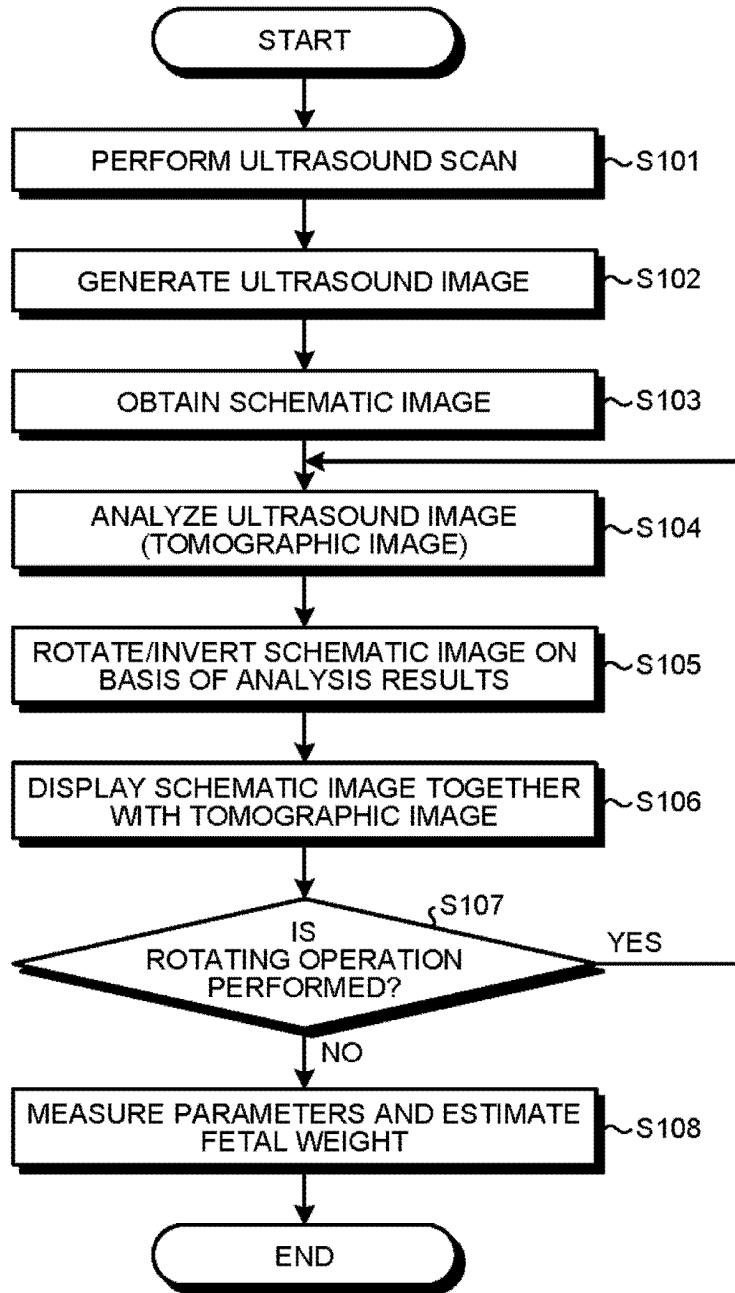 START
PERFORM ULTRASOUND SCAN
S101
GENERATE ULTRASOUND IMAGE
S102
OBTAIN SCHEMATIC IMAGE
S103
ANALYZE ULTRASOUND IMAGE
(TOMOGRAPHIC IMAGE)
S104
ROTATE/INVERT SCHEMATIC IMAGE ON
BASIS OF ANALYSIS RESULTS
S105
DISPLAY SCHEMATIC IMAGE TOGETHER
WITH TOMOGRAPHIC IMAGE
S106
S107
IS
ROTATING OPERATION
PERFORMED?
YES
NO
MEASURE PARAMETERS AND ESTIMATE
FETAL WEIGHT
S108
END